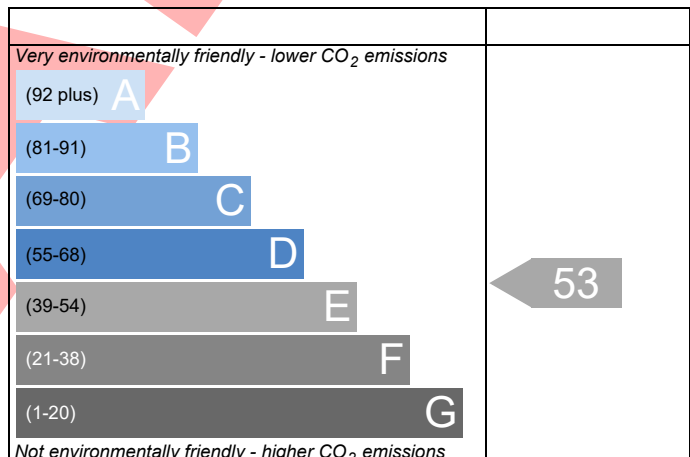 Very environmentally friendly - lower CO2 emissions
(92 plus) A
(81-91) B
(69-80) C
(55-68) D
53
(39-54) E
(21-38) F
(1-20) G
Not environmentally friendly - higher CO2 emissions